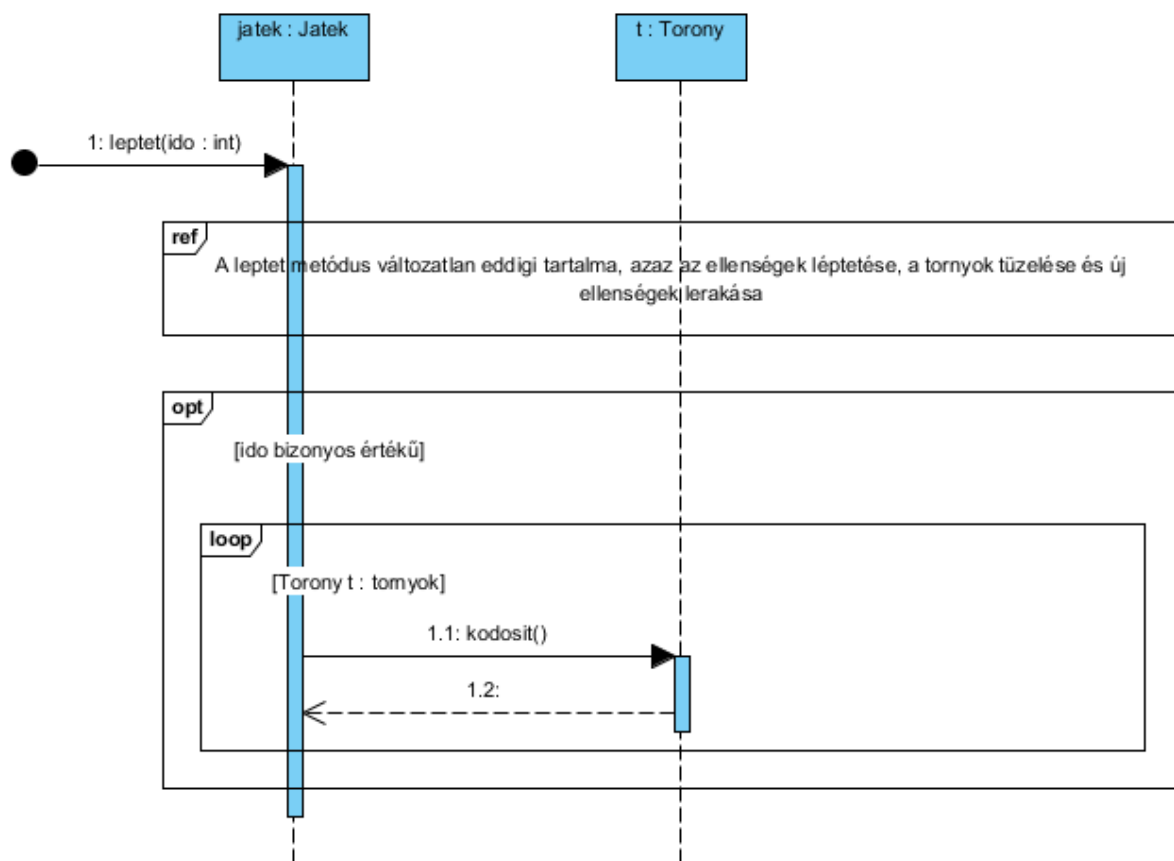 jatek : Jatek
t : Torony
1: leptet(ido : int)
ref
A leptet metódus változatlan eddigi tartalma, azaz az ellenségek léptetése, a tornyok tüzelése és új
ellenségek lerakása
opt
[ido bizonyos értékű]
loop
[Torony t : tornyok]
1.1: kodosit()
1.2: